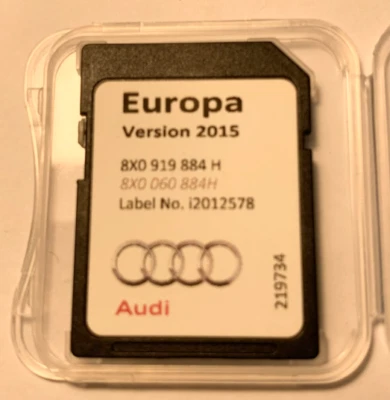 Europa
Version 2015
8X0 919 884 H
8X0 060 884H
Label No. i2012578
Audi
219734